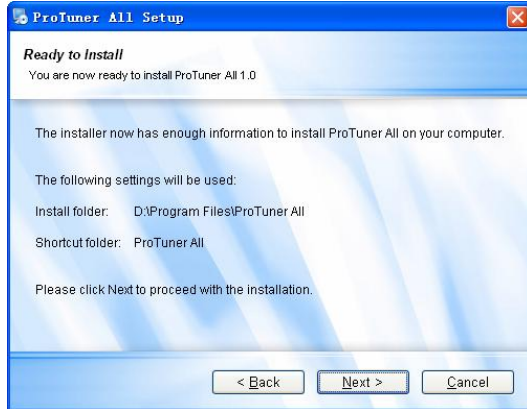 ProTuner All Setup
Ready to Install
You are now ready to install ProTuner All 1.0
The installer now has enough information to install ProTuner All on your computer.
The following settings will be used:
Install folder: D:\Program Files\ProTuner All
Shortcut folder: ProTuner All
Please click Next to proceed with the installation.
< Back Next > Cancel